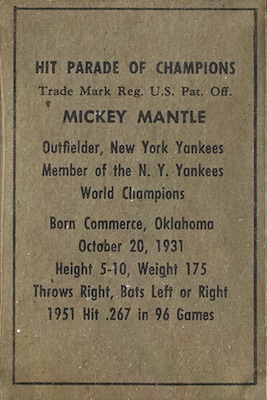 HIT PARADE OF CHAMPIONS
Trade Mark Reg. U.S. Pat. Off.
MICKEY MANTLE
Outfielder, New York Yankees
Member of the N. Y. Yankees
World Champions
Born Commerce, Oklahoma
October 20, 1931
Height 5-10, Weight 175
Throws Right, Bats Left or Right
1951 Hit .267 in 96 Games